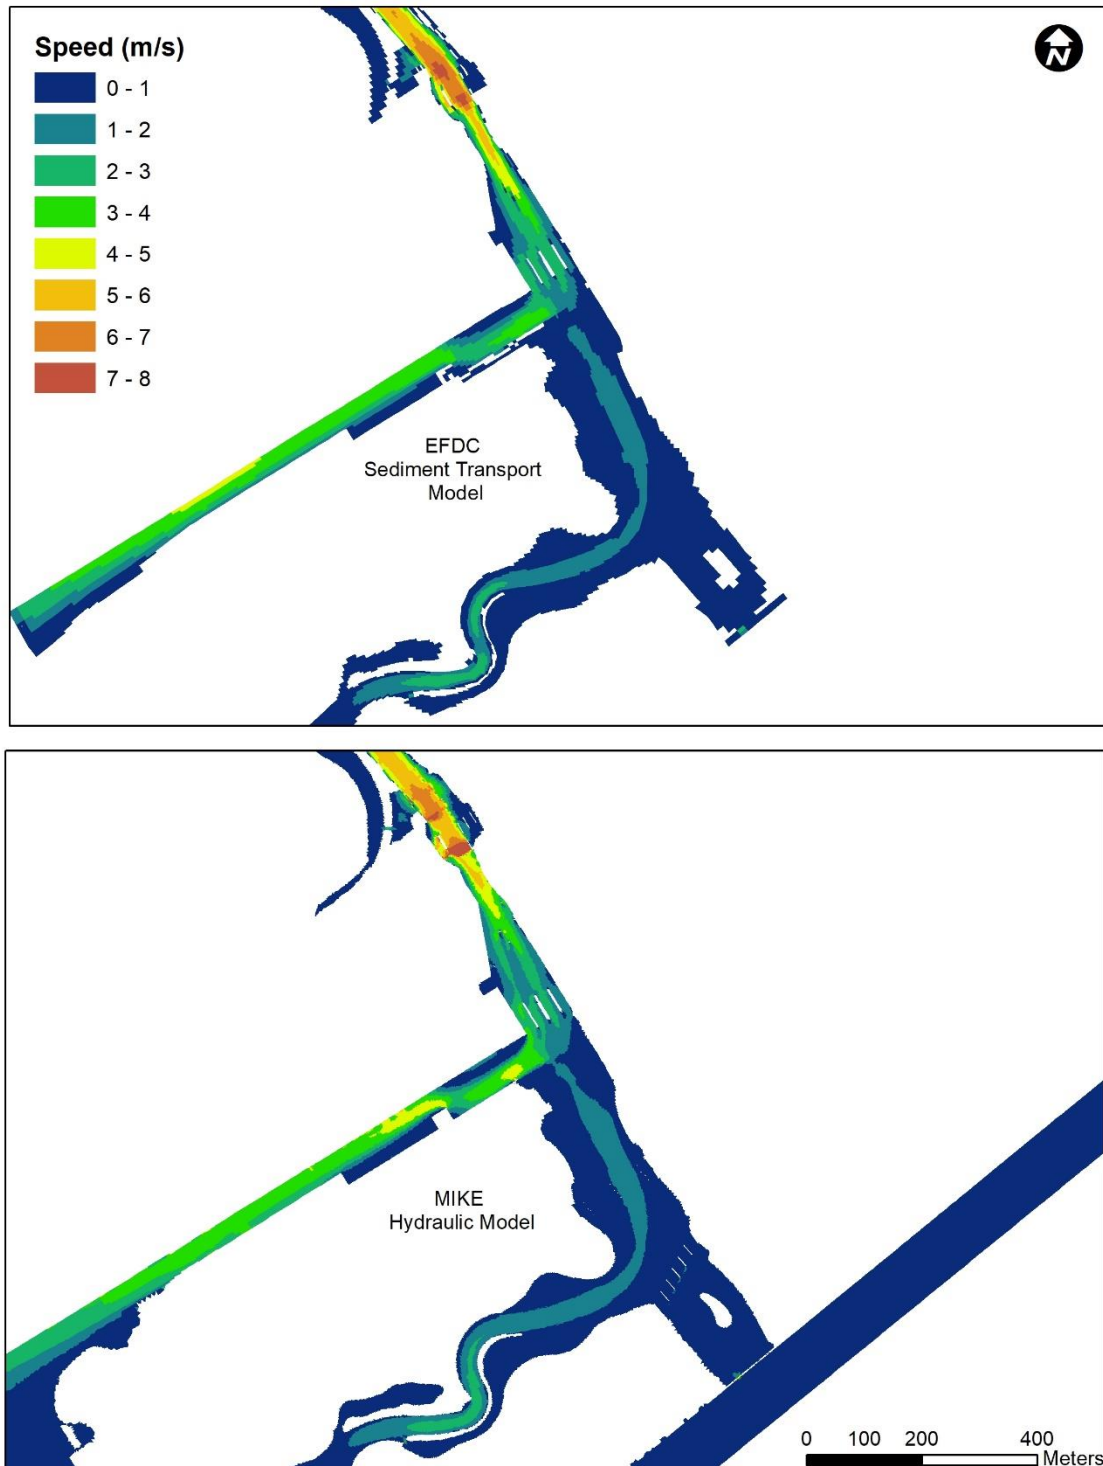 Speed (m/s)
0 - 1
1 - 2
2 - 3
3 - 4
4 - 5
5 - 6
6 - 7
7 - 8
N
EFDC
Sediment Transport
Model
MIKE
Hydraulic Model
0 100 200 400
Meters